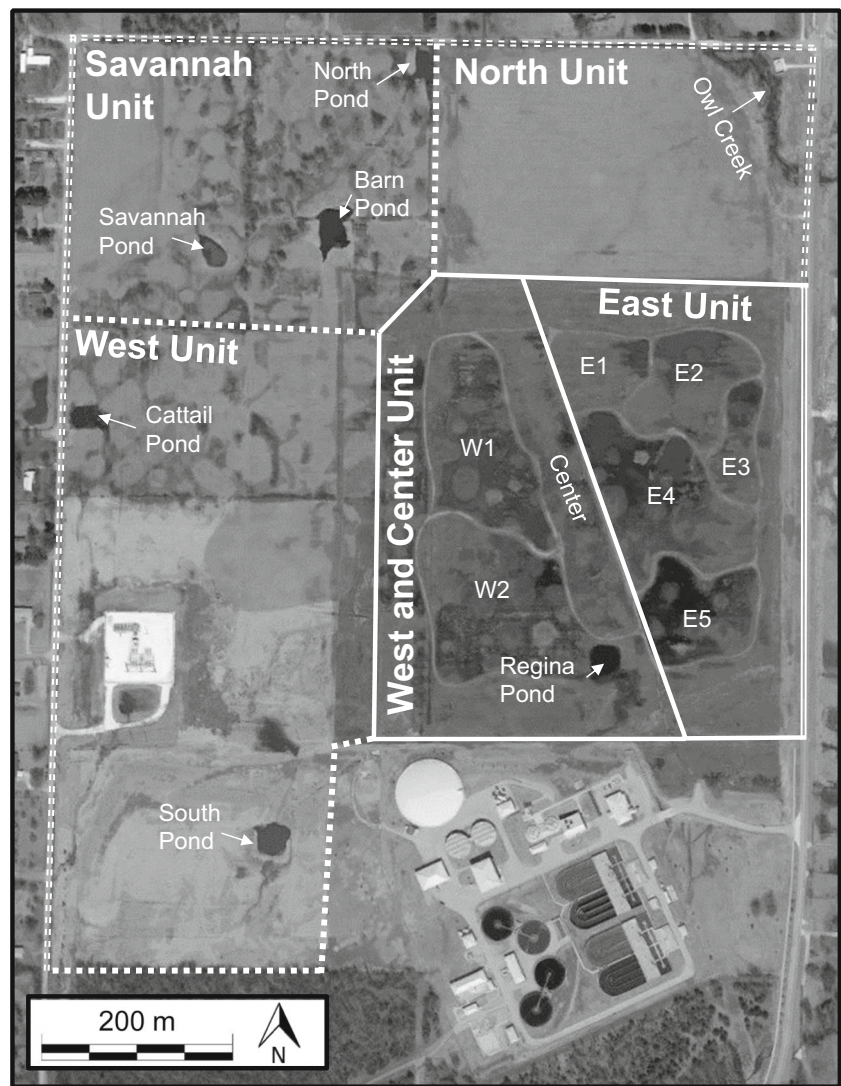 Savannah
Unit
North
Pond
North Unit
Owl Creek
Barn
Pond
Savannah
Pond
East Unit
West Unit
E1
E2
Cattail
Pond
W1
E3
Center
E4
West and Center Unit
W2
E5
Regina
Pond
South
Pond
200 m
N